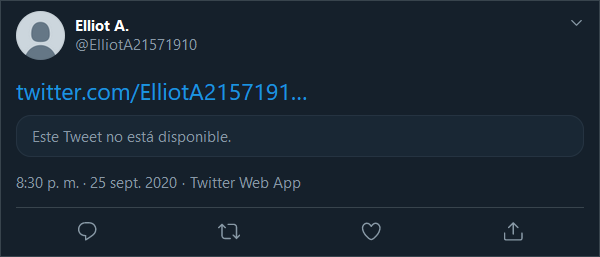 Elliot A.
@ElliotA21571910
twitter.com/ElliotA2157191...
Este Tweet no está disponible.
8:30 p. m. · 25 sept. 2020 · Twitter Web App